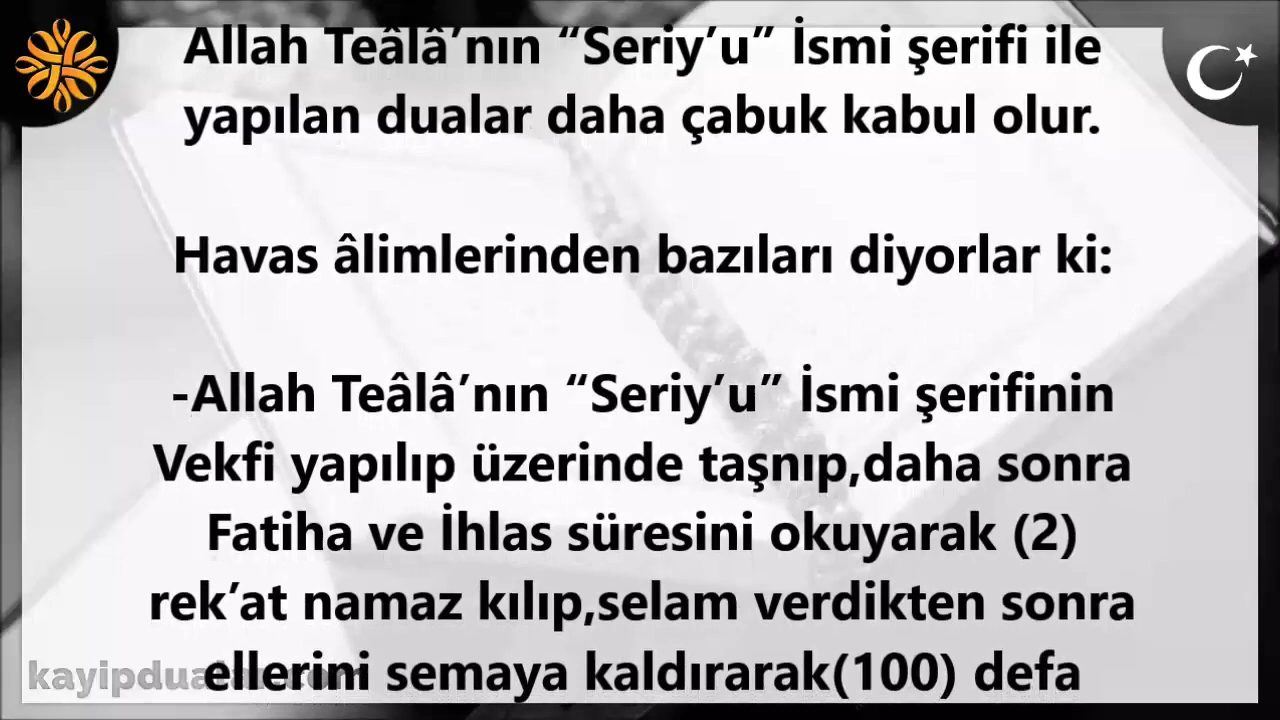 Allah Teâlâ’nın “Seriy’u” İsmi şerifi ile
yapılan dualar daha çabuk kabul olur.
Havas âlimlerinden bazıları diyorlar ki:
-Allah Teâlâ’nın “Seriy’u” İsmi şerifinin
Vekfi yapılıp üzerinde taşnıp,daha sonra
Fatiha ve İhlas süresini okuyarak (2)
rek’at namaz kılıp,selam verdikten sonra
ellerini semaya kaldırarak(100) defa
kayipdualar.com